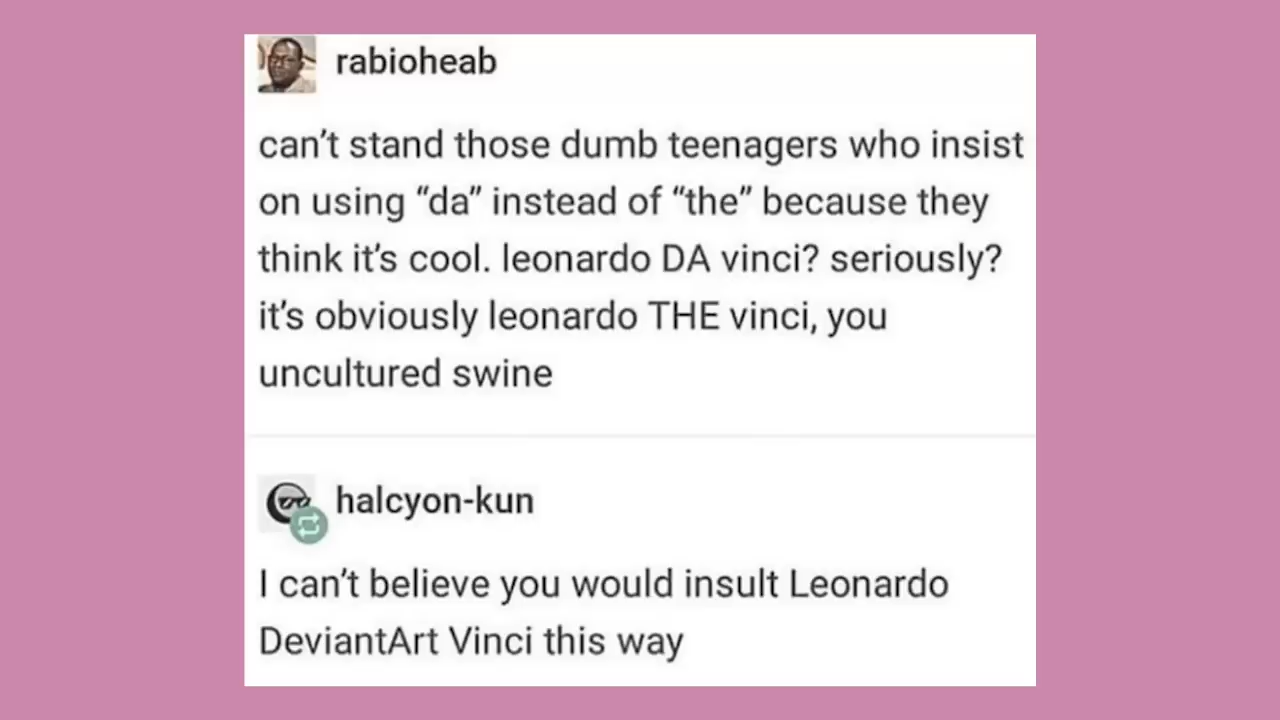 rabioheab
can’t stand those dumb teenagers who insist
on using “da” instead of “the” because they
think it’s cool. leonardo DA vinci? seriously?
it’s obviously leonardo THE vinci, you
uncultured swine
halcyon-kun
I can’t believe you would insult Leonardo
DeviantArt Vinci this way